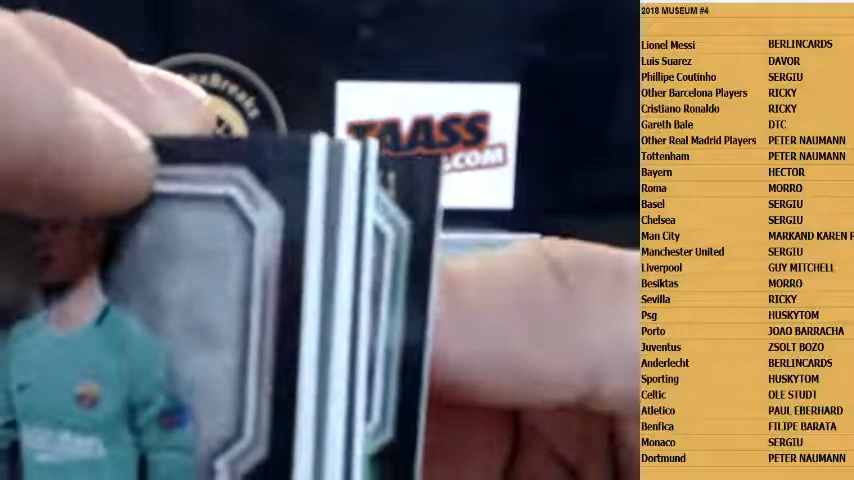 2018 MUSEUM #4
Lionel Messi BERLINCARDS
Luis Suarez DAVOR
Phillipe Coutinho SERGIU
Other Barcelona Players RICKY
Cristiano Ronaldo RICKY
Gareth Bale DTC
Other Real Madrid Players PETER NAUMANN
Tottenham PETER NAUMANN
Bayern HECTOR
Roma MORRO
Basel SERGIU
Chelsea SERGIU
Man City MARKAND KAREN
Manchester United SERGIU
Liverpool GUY MITCHELL
Besiktas MORRO
Sevilla RICKY
Psg HUSKYTOM
Porto JOAO BARRACHA
Juventus ZSOLT BOZO
Anderlecht BERLINCARDS
Sporting HUSKYTOM
Celtic OLE STUDT
Atletico PAUL EBERHARD
Benfica FILIPE BARATA
Monaco SERGIU
Dortmund PETER NAUMANN
TAASS
.COM